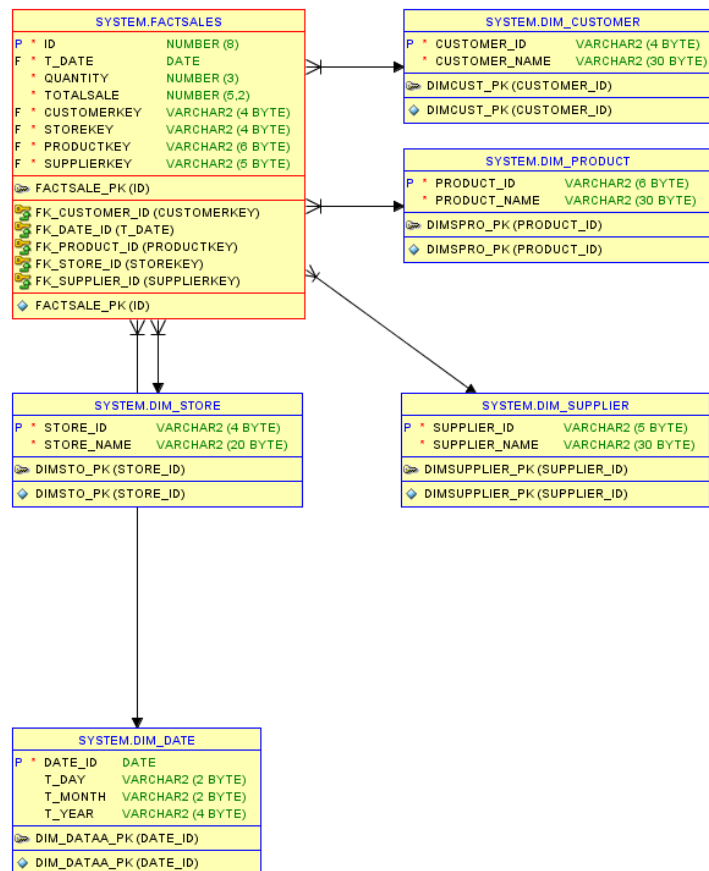 SYSTEM.FACTSALES
P * ID NUMBER (8)
F * T_DATE DATE
* QUANTITY NUMBER (3)
* TOTALSALE NUMBER (5,2)
F * CUSTOMERKEY VARCHAR2 (4 BYTE)
F * STOREKEY VARCHAR2 (4 BYTE)
F * PRODUCTKEY VARCHAR2 (6 BYTE)
F * SUPPLIERKEY VARCHAR2 (5 BYTE)
FACTSALE_PK (ID)
FK_CUSTOMER_ID (CUSTOMERKEY)
FK_DATE_ID (T_DATE)
FK_PRODUCT_ID (PRODUCTKEY)
FK_STORE_ID (STOREKEY)
FK_SUPPLIER_ID (SUPPLIERKEY)
FACTSALE_PK (ID)
SYSTEM.DIM_CUSTOMER
P * CUSTOMER_ID VARCHAR2 (4 BYTE)
* CUSTOMER_NAME VARCHAR2 (30 BYTE)
DIMCUST_PK (CUSTOMER_ID)
DIMCUST_PK (CUSTOMER_ID)
SYSTEM.DIM_PRODUCT
P * PRODUCT_ID VARCHAR2 (6 BYTE)
* PRODUCT_NAME VARCHAR2 (30 BYTE)
DIMSPRO_PK (PRODUCT_ID)
DIMSPRO_PK (PRODUCT_ID)
SYSTEM.DIM_STORE
P * STORE_ID VARCHAR2 (4 BYTE)
* STORE_NAME VARCHAR2 (20 BYTE)
DIMSTO_PK (STORE_ID)
DIMSTO_PK (STORE_ID)
SYSTEM.DIM_SUPPLIER
P * SUPPLIER_ID VARCHAR2 (5 BYTE)
* SUPPLIER_NAME VARCHAR2 (30 BYTE)
DIMSUPPLIER_PK (SUPPLIER_ID)
DIMSUPPLIER_PK (SUPPLIER_ID)
SYSTEM.DIM_DATE
P * DATE_ID DATE
T_DAY VARCHAR2 (2 BYTE)
T_MONTH VARCHAR2 (2 BYTE)
T_YEAR VARCHAR2 (4 BYTE)
DIM_DATAA_PK (DATE_ID)
DIM_DATAA_PK (DATE_ID)